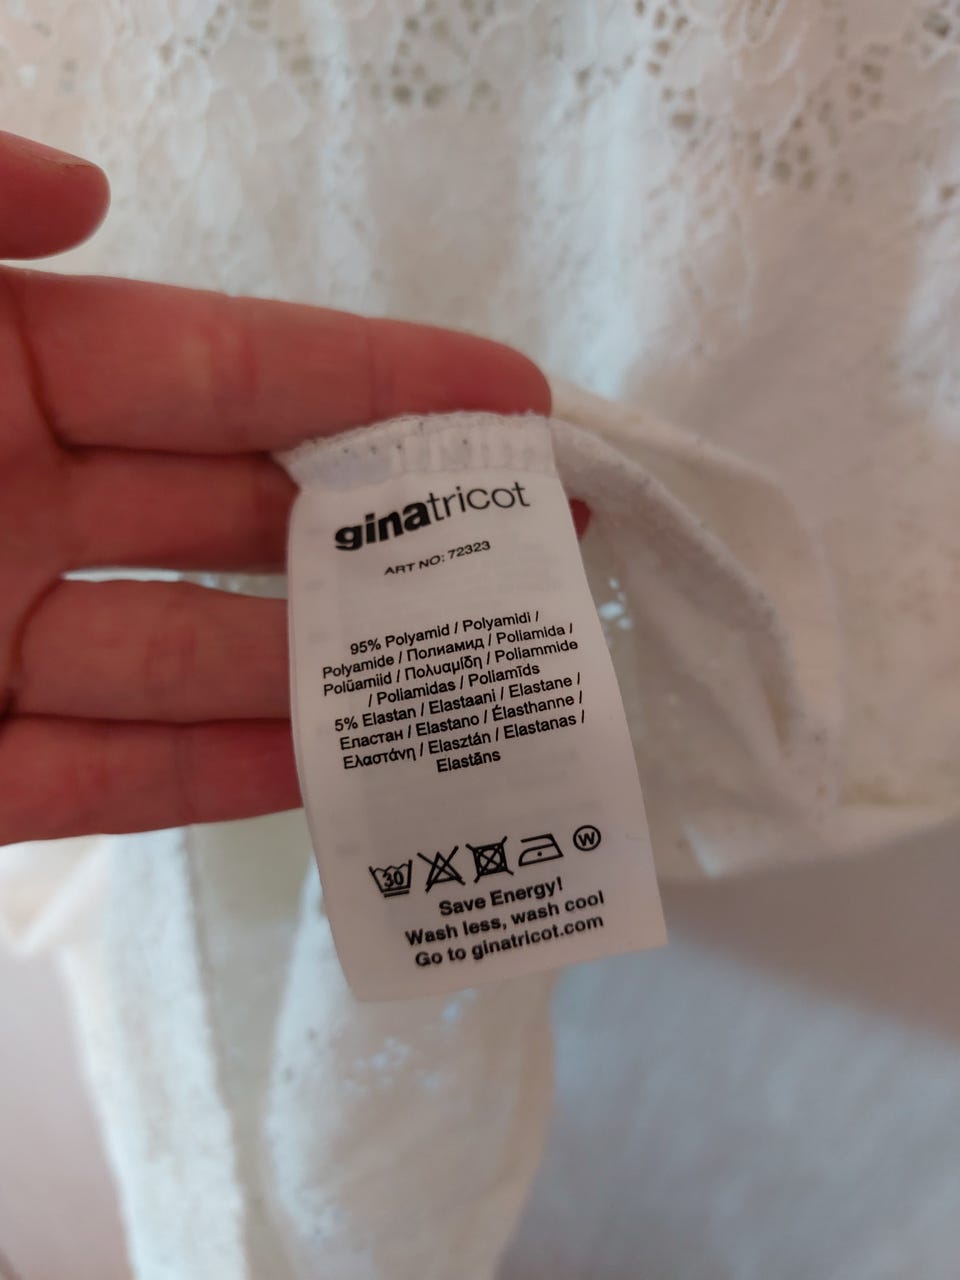 ginatricot
ART NO: 72323
95% Polyamid / Polyamidi /
Polyamide / Полиамид / Poliamida /
Polüamiid / Πολυαμίδη / Poliammide
/ Poliamidas / Poliamīds
5% Elastan / Elastaani / Elastane /
Еластан / Elastano / Élasthanne /
Ελαστάνη / Elasztán / Elastanas /
Elastāns
30
W
Save Energy!
Wash less, wash cool
Go to ginatricot.com